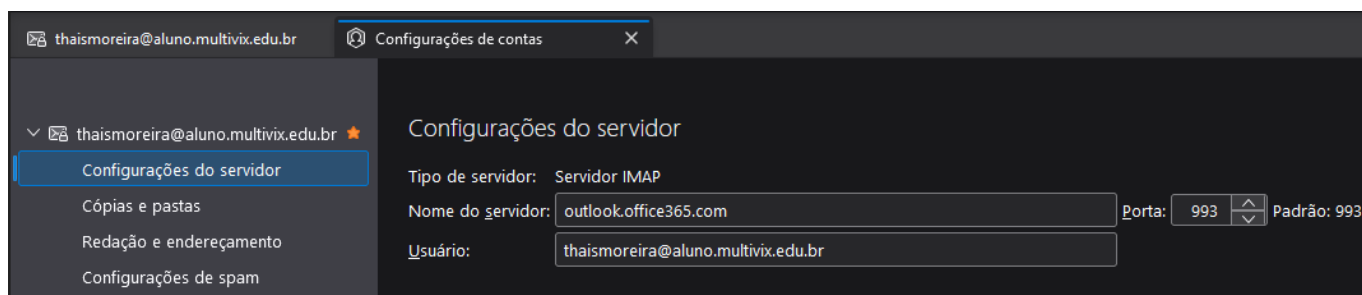 thaismoreira@aluno.multivix.edu.br Configurações de contas
thaismoreira@aluno.multivix.edu.br
Configurações do servidor
Cópias e pastas
Redação e endereçamento
Configurações de spam
Configurações do servidor
Tipo de servidor: Servidor IMAP
Nome do servidor: outlook.office365.com Porta: 993 Padrão: 993
Usuário: thaismoreira@aluno.multivix.edu.br